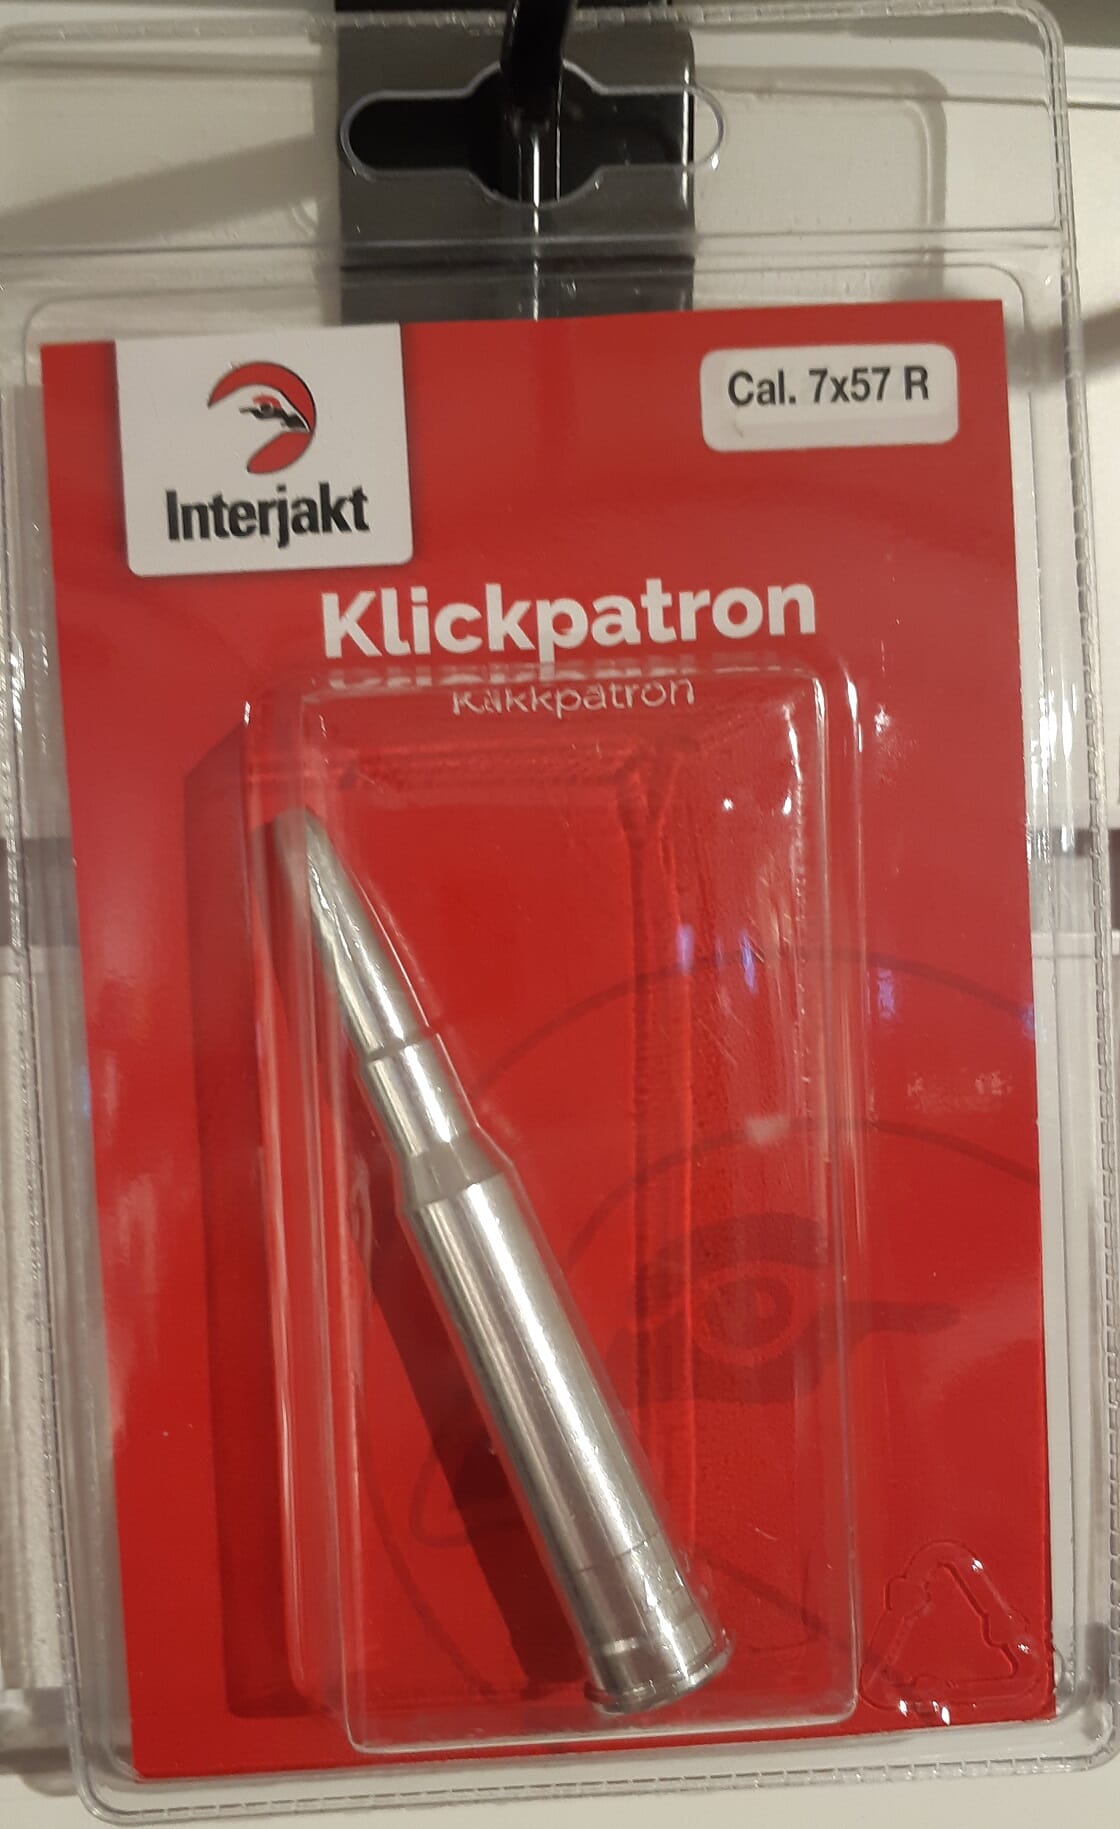 Cal. 7x57 R
Interjakt
Klickpatron
Klikkpatron